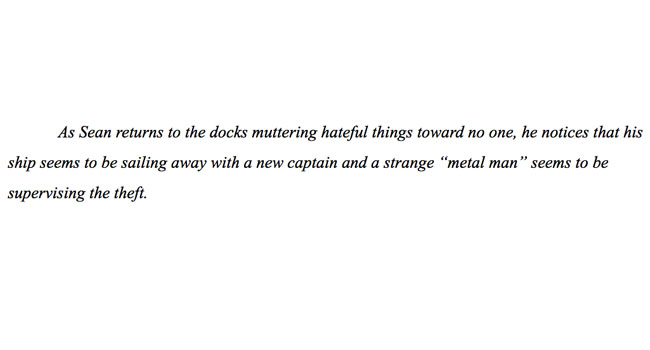 As Sean returns to the docks muttering hateful things toward no one, he notices that his
ship seems to be sailing away with a new captain and a strange “metal man” seems to be
supervising the theft.